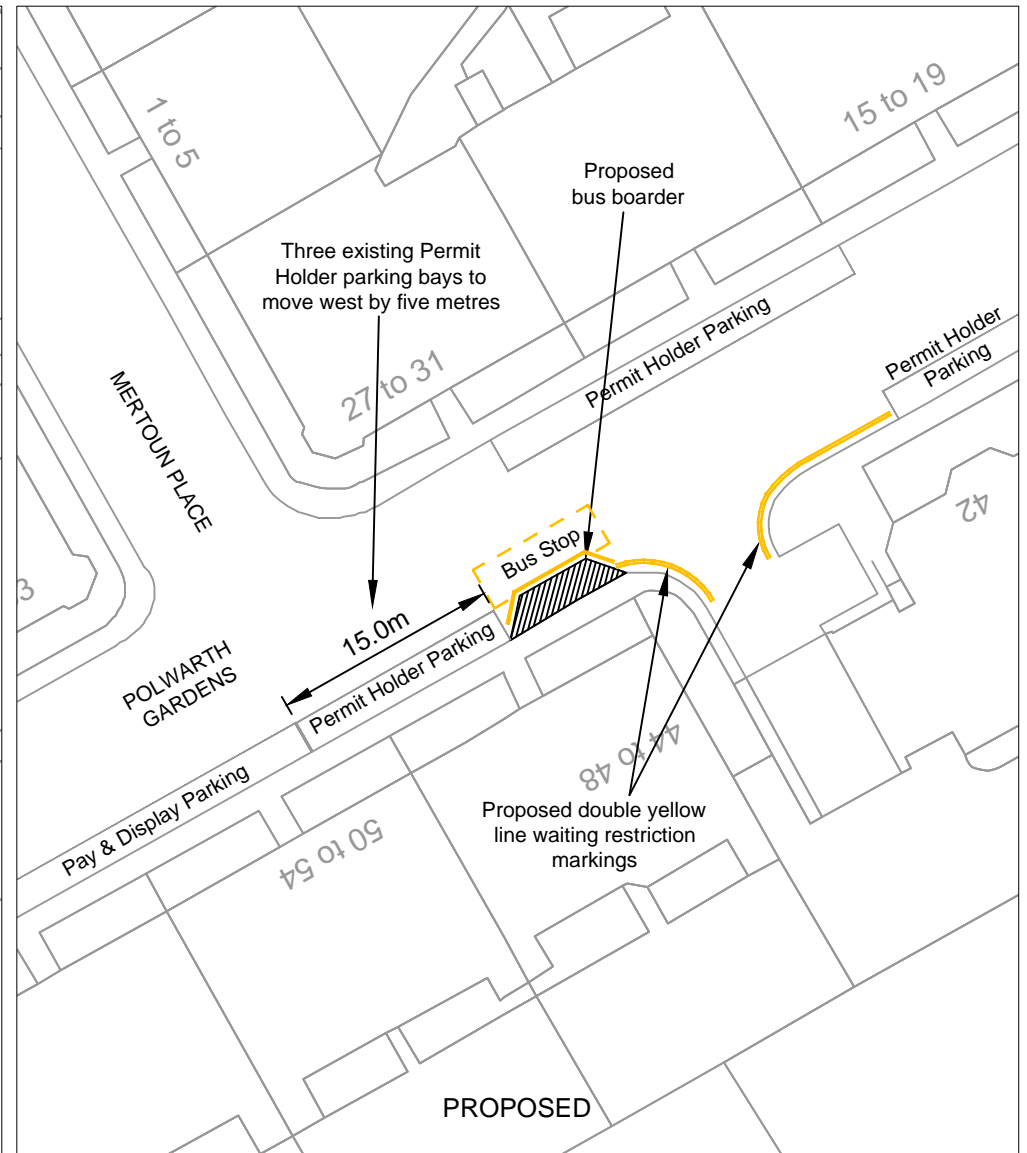 1 to 5
15 to 19
Proposed
bus boarder
Three existing Permit
Holder parking bays to
move west by five metres
Permit Holder Parking
Permit Holder
Parking
27 to 31
MERTOUN PLACE
42
Bus Stop
3
15.0m
POLWARTH
GARDENS
Permit Holder Parking
44 to 48
Pay & Display Parking
50 to 54
Proposed double yellow
line waiting restriction
markings
PROPOSED